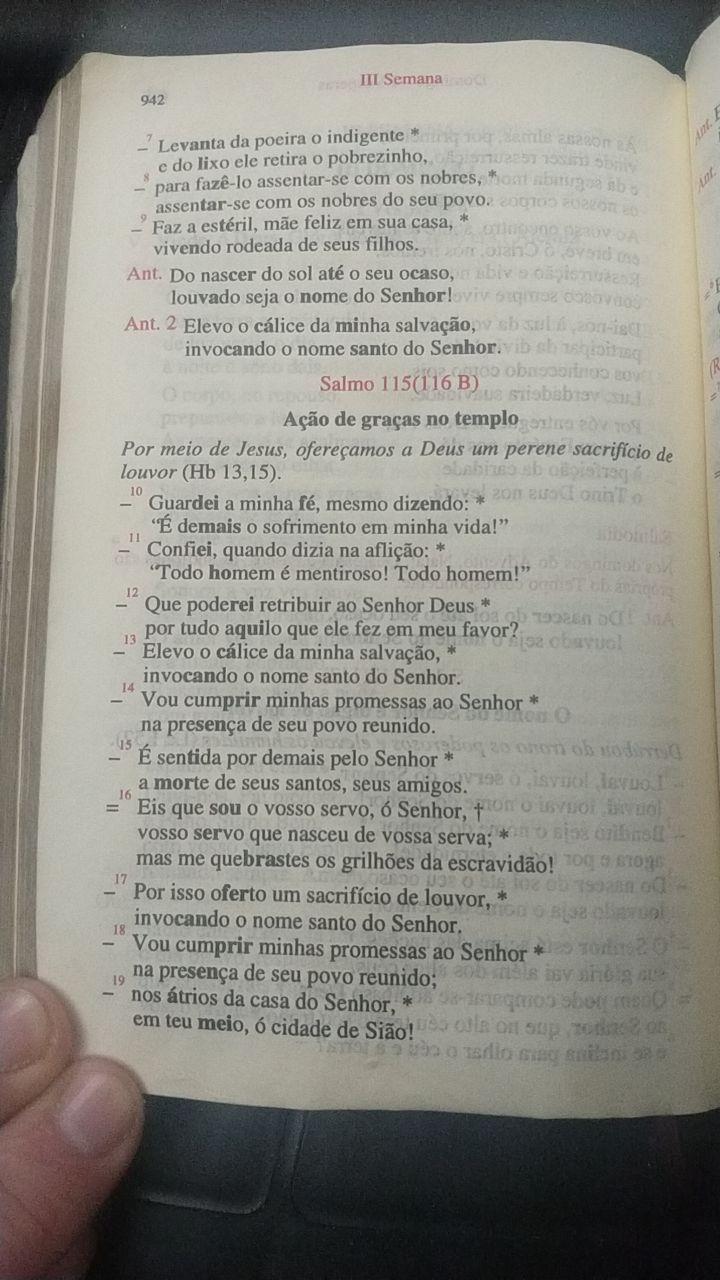 III Semana
942
– 7 Levanta da poeira o indigente *
e do lixo ele retira o pobrezinho,
– 8 para fazê-lo assentar-se com os nobres, *
assentar-se com os nobres do seu povo.
– 9 Faz a estéril, mãe feliz em sua casa, *
vivendo rodeada de seus filhos.
Ant. Do nascer do sol até o seu ocaso,
louvado seja o nome do Senhor!
Ant. 2 Elevo o cálice da minha salvação,
invocando o nome santo do Senhor.
Salmo 115(116 B)
Ação de graças no templo
Por meio de Jesus, ofereçamos a Deus um perene sacrifício de
louvor (Hb 13,15).
– 10 Guardei a minha fé, mesmo dizendo: *
“É demais o sofrimento em minha vida!”
– 11 Confiei, quando dizia na aflição: *
“Todo homem é mentiroso! Todo homem!”
– 12 Que poderei retribuir ao Senhor Deus *
por tudo aquilo que ele fez em meu favor?
– 13 Elevo o cálice da minha salvação, *
invocando o nome santo do Senhor.
– 14 Vou cumprir minhas promessas ao Senhor *
na presença de seu povo reunido.
– 15 É sentida por demais pelo Senhor *
a morte de seus santos, seus amigos.
= 16 Eis que sou o vosso servo, ó Senhor, †
vosso servo que nasceu de vossa serva; *
mas me quebrastes os grilhões da escravidão!
– 17 Por isso oferto um sacrifício de louvor, *
invocando o nome santo do Senhor.
– 18 Vou cumprir minhas promessas ao Senhor *
na presença de seu povo reunido;
– 19 nos átrios da casa do Senhor, *
em teu meio, ó cidade de Sião!